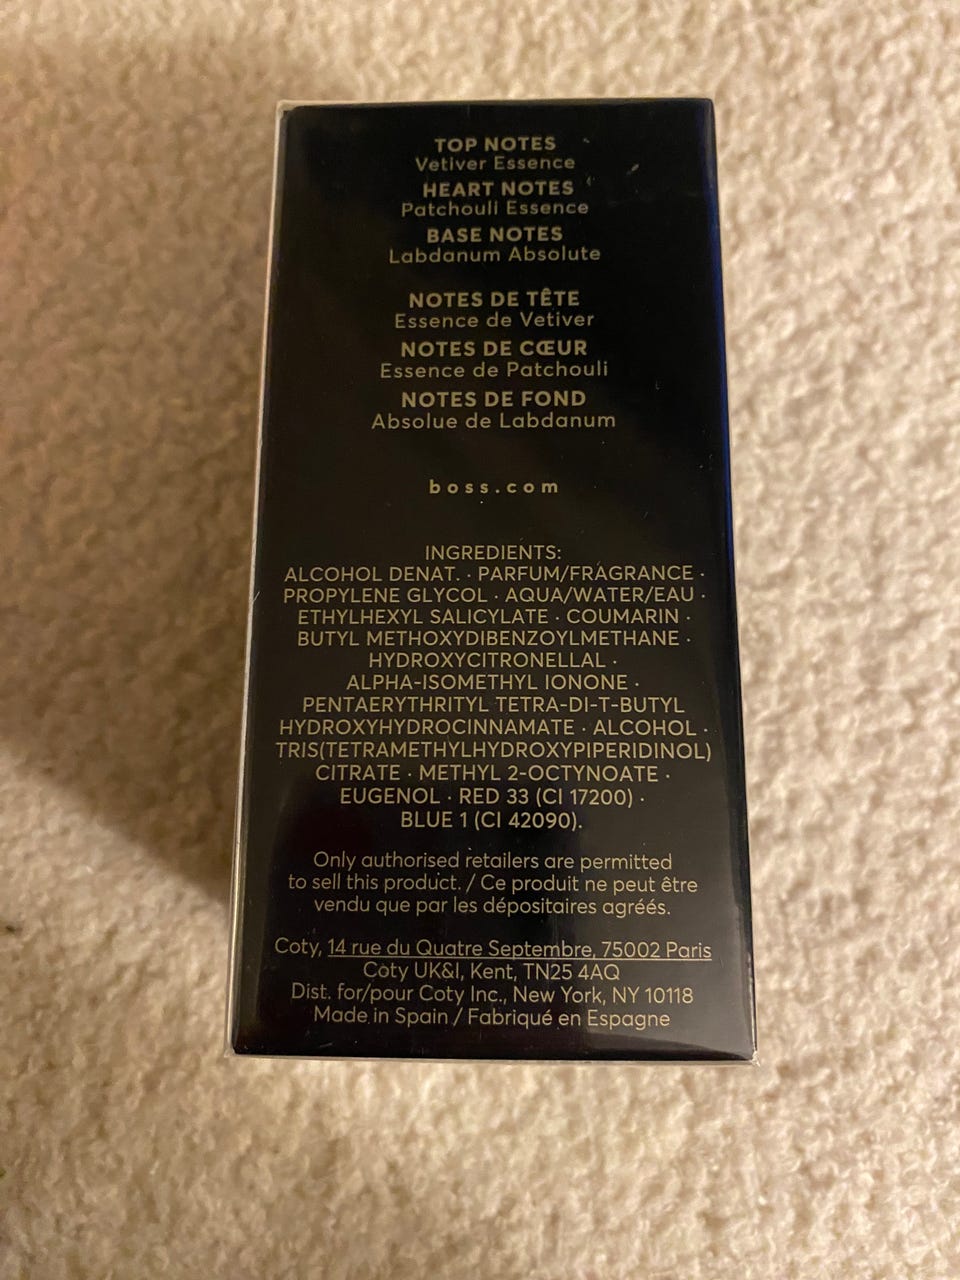 TOP NOTES
Vetiver Essence
HEART NOTES
Patchouli Essence
BASE NOTES
Labdanum Absolute
NOTES DE TÊTE
Essence de Vetiver
NOTES DE CŒUR
Essence de Patchouli
NOTES DE FOND
Absolue de Labdanum
boss.com
INGREDIENTS:
ALCOHOL DENAT. · PARFUM/FRAGRANCE ·
PROPYLENE GLYCOL · AQUA/WATER/EAU ·
ETHYLHEXYL SALICYLATE · COUMARIN ·
BUTYL METHOXYDIBENZOYLMETHANE ·
HYDROXYCITRONELLAL ·
ALPHA-ISOMETHYL IONONE ·
PENTAERYTHRITYL TETRA-DI-T-BUTYL
HYDROXYHYDROCINNAMATE · ALCOHOL ·
TRIS(TETRAMETHYLHYDROXYPIPERIDINOL)
CITRATE · METHYL 2-OCTYNOATE ·
EUGENOL · RED 33 (CI 17200) ·
BLUE 1 (CI 42090).
Only authorised retailers are permitted
to sell this product. / Ce produit ne peut être
vendu que par les dépositaires agréés.
Coty, 14 rue du Quatre Septembre, 75002 Paris
Coty UK&I, Kent, TN25 4AQ
Dist. for/pour Coty Inc., New York, NY 10118
Made in Spain / Fabriqué en Espagne